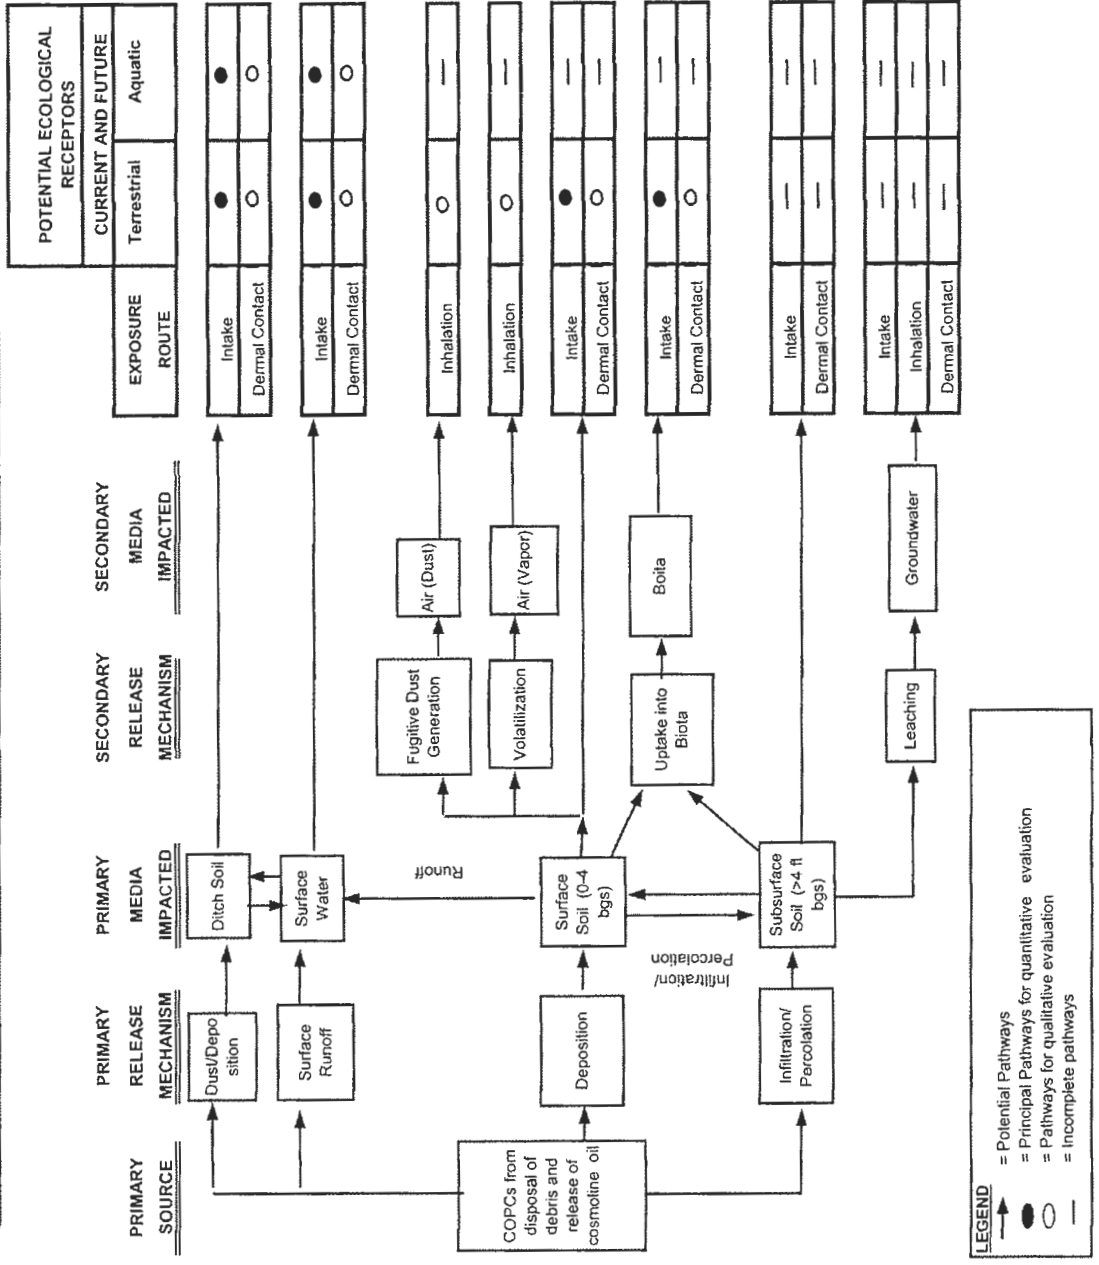 POTENTIAL ECOLOGICAL
RECEPTORS
CURRENT AND FUTURE
PRIMARY
SOURCE
PRIMARY
RELEASE
MECHANISM
PRIMARY
MEDIA
IMPACTED
SECONDARY
RELEASE
MECHANISM
SECONDARY
MEDIA
IMPACTED
EXPOSURE
ROUTE
Terrestrial
Aquatic
Dust/Depo
sition
Ditch Soil
Intake
Dermal Contact
Surface
Runoff
Surface
Water
Intake
Dermal Contact
Runoff
Fugitive Dust
Generation
Air (Dust)
Inhalation
Volatilization
Air (Vapor)
Inhalation
COPCs from
disposal of
debris and
release of
cosmoline oil
Deposition
Surface
Soil (0-4
bgs)
Intake
Dermal Contact
Infiltration/
Percolation
Uptake into
Biota
Boita
Intake
Dermal Contact
Infiltration/
Percolation
Subsurface
Soil (>4 ft
bgs)
Intake
Dermal Contact
Leaching
Groundwater
Intake
Inhalation
Dermal Contact
LEGEND
= Potential Pathways
= Principal Pathways for quantitative evaluation
= Pathways for qualitative evaluation
= Incomplete pathways